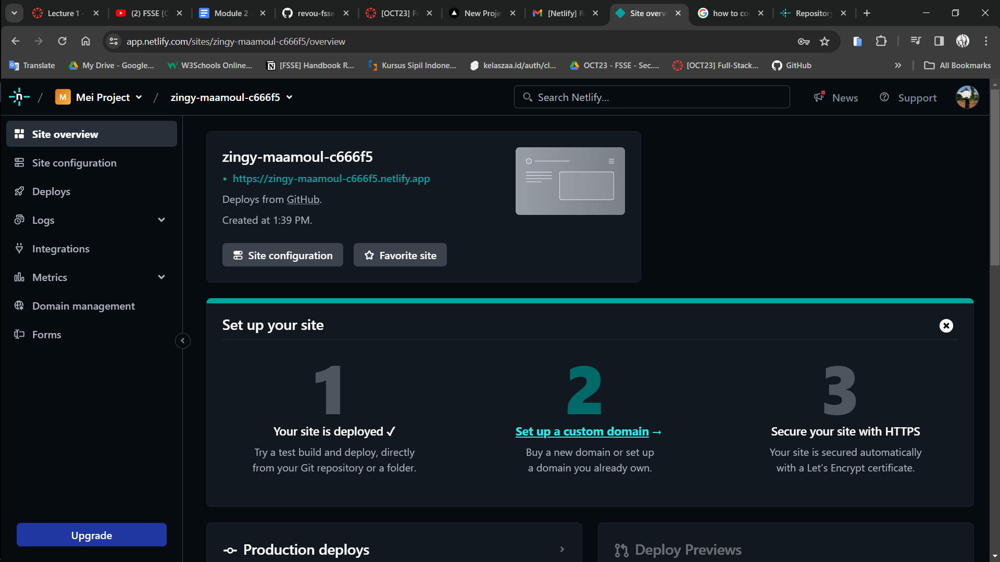 Lecture 1 -
(2) FSSE [C
Module 2
revou-fsse
[OCT23] F
New Proje
[Netlify] R
Site overvi
how to co
Repository
app.netlify.com/sites/zingy-maamoul-c666f5/overview
Translate
My Drive - Google...
W3Schools Online...
[FSSE] Handbook R...
Kursus Sipil Indone...
kelaszaa.id/auth/cl...
OCT23 - FSSE - Sec....
[OCT23] Full-Stack...
GitHub
All Bookmarks
/ M Mei Project / zingy-maamoul-c666f5
Search Netlify...
News
Support
Site overview
Site configuration
Deploys
Logs
Integrations
Metrics
Domain management
Forms
Upgrade
zingy-maamoul-c666f5
• https://zingy-maamoul-c666f5.netlify.app
Deploys from GitHub.
Created at 1:39 PM.
Site configuration
Favorite site
Set up your site
1
Your site is deployed ✓
Try a test build and deploy, directly
from your Git repository or a folder.
2
Set up a custom domain →
Buy a new domain or set up
a domain you already own.
3
Secure your site with HTTPS
Your site is secured automatically
with a Let's Encrypt certificate.
Production deploys
Deploy Previews